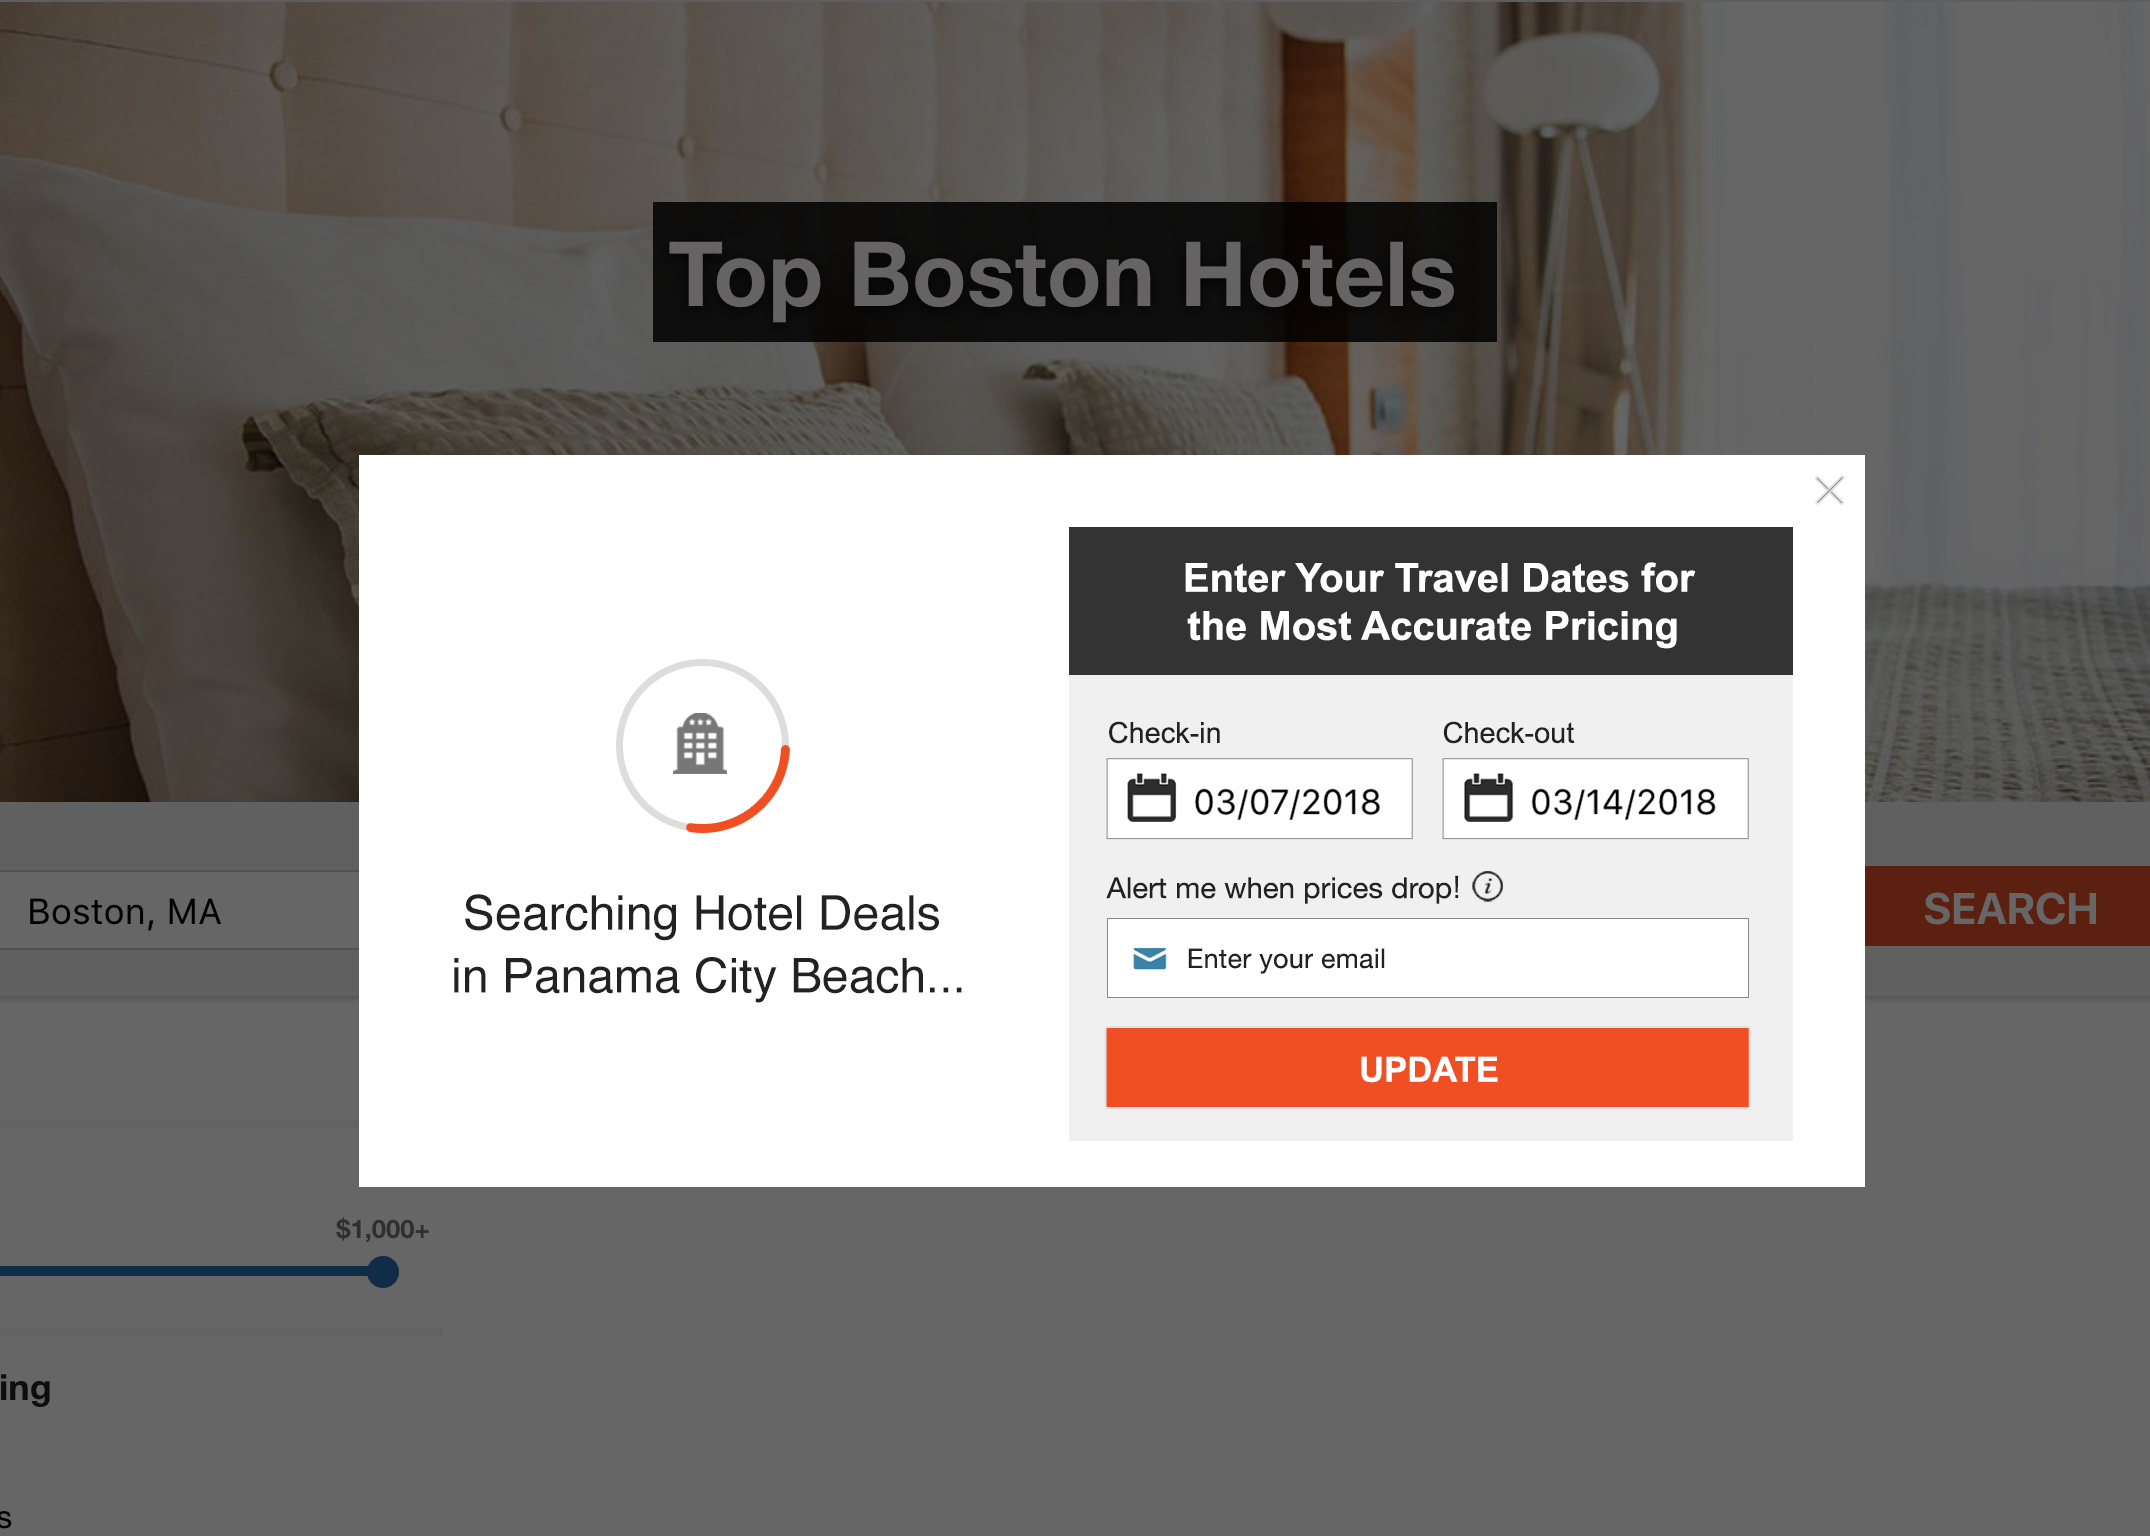 Top Boston Hotels
Enter Your Travel Dates for
the Most Accurate Pricing
Check-in
Check-out
03/07/2018
03/14/2018
Alert me when prices drop!
Enter your email
UPDATE
Searching Hotel Deals
in Panama City Beach...
Boston, MA
SEARCH
$1,000+
ing
s